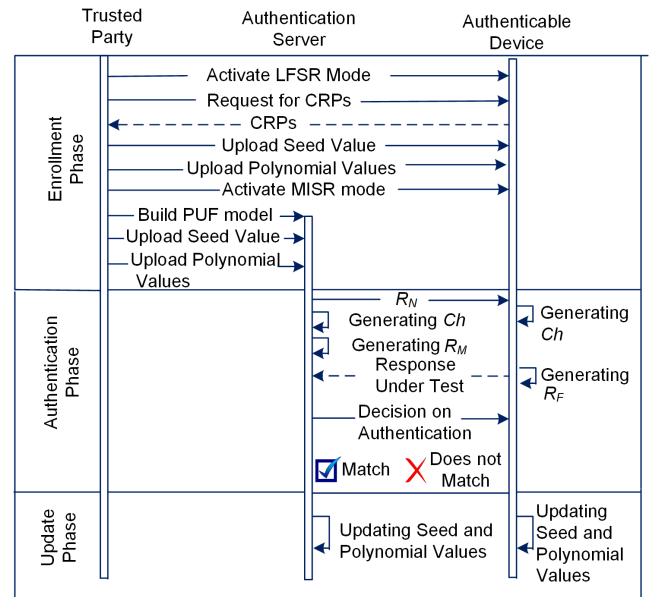 Trusted
Party
Authentication
Server
Authenticable
Device
Enrollment
Phase
Activate LFSR Mode
Request for CRPs
CRPs
Upload Seed Value
Upload Polynomial Values
Activate MISR mode
Build PUF model
Upload Seed Value
Upload Polynomial
Values
Authentication
Phase
R_N
Generating Ch
Generating
Ch
Generating R_M
Response
Under Test
Generating
R_F
Decision on
Authentication
Match
Does not
Match
Update
Phase
Updating Seed and
Polynomial Values
Updating
Seed and
Polynomial
Values